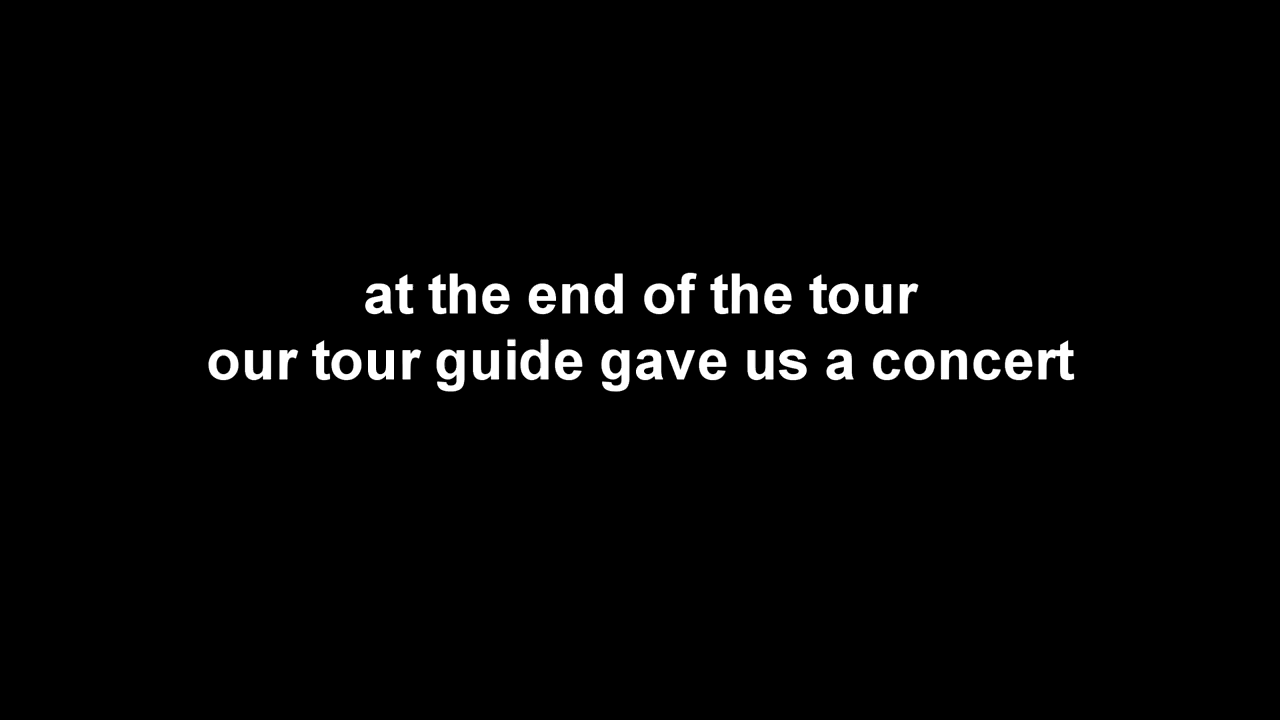 at the end of the tour
our tour guide gave us a concert